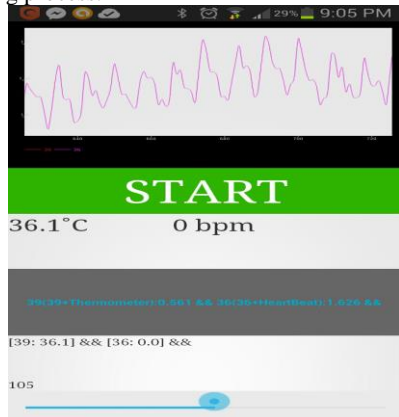 29% 9:05 PM
START
36.1°C 0 bpm
39(39+Thermometer):0.561 && 36(36+HeartBeat):1.626 &&
[39: 36.1] && [36: 0.0] &&
105